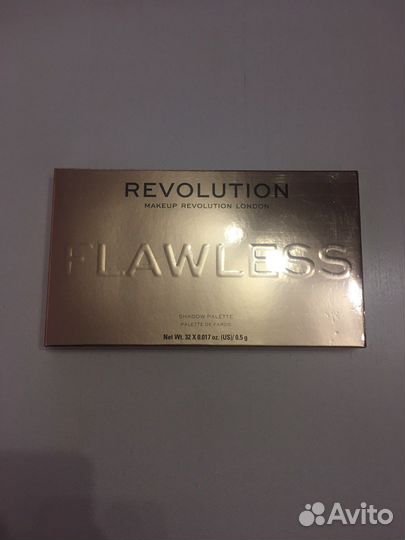 REVOLUTION
MAKEUP REVOLUTION LONDON
FLAWLESS
SHADOW PALETTE
PALETTE DE FARDS
Net Wt. 32 X 0.017 oz. (US)/ 0.5 g
Avito